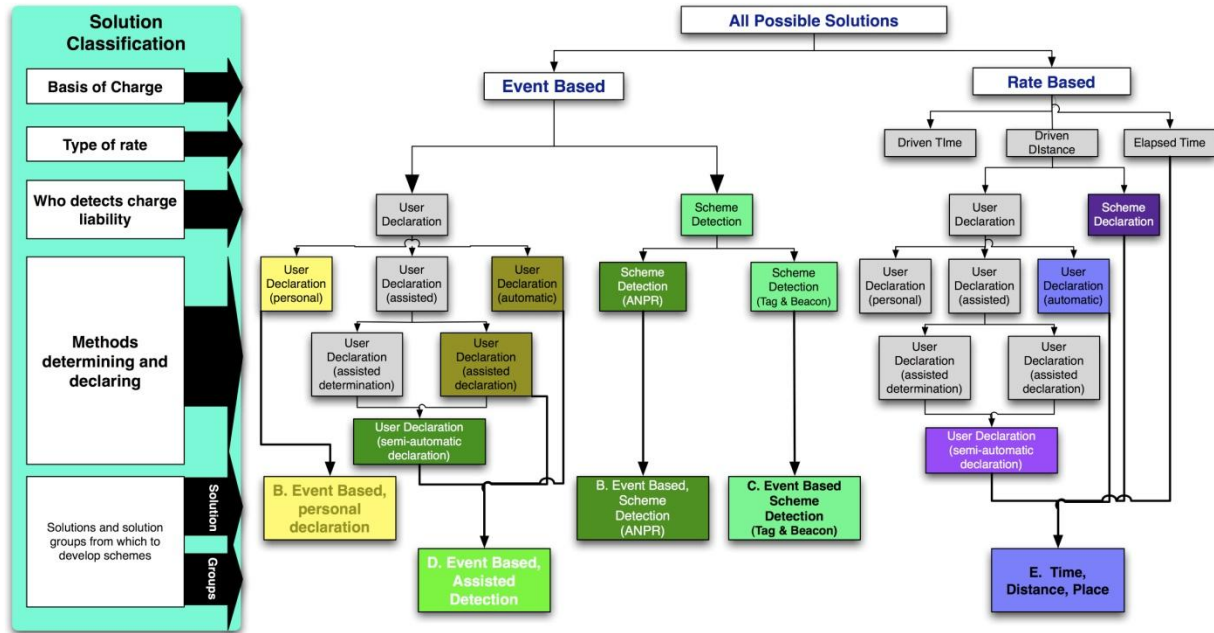 Solution
Classification
Basis of Charge
Type of rate
Who detects charge
liability
Methods
determining and
declaring
Solutions and solution
groups from which to
develop schemes
Solution
Groups
All Possible Solutions
Event Based
Rate Based
Driven TIme
Driven
DIstance
Elapsed Time
User
Declaration
Scheme
Detection
User
Declaration
Scheme
Declaration
User
Declaration
(personal)
User
Declaration
(assisted)
User
Declaration
(automatic)
Scheme
Detection
(ANPR)
Scheme
Detection
(Tag & Beacon)
User
Declaration
(personal)
User
Declaration
(assisted)
User
Declaration
(automatic)
User
Declaration
(assisted
determination)
User
Declaration
(assisted
declaration)
User
Declaration
(assisted
determination)
User
Declaration
(assisted
declaration)
User Declaration
(semi-automatic
declaration)
User Declaration
(semi-automatic
declaration)
B. Event Based,
personal
declaration
B. Event Based,
Scheme
Detection
(ANPR)
C. Event Based
Scheme
Detection
(Tag & Beacon)
D. Event Based,
Assisted
Detection
E. Time,
Distance, Place